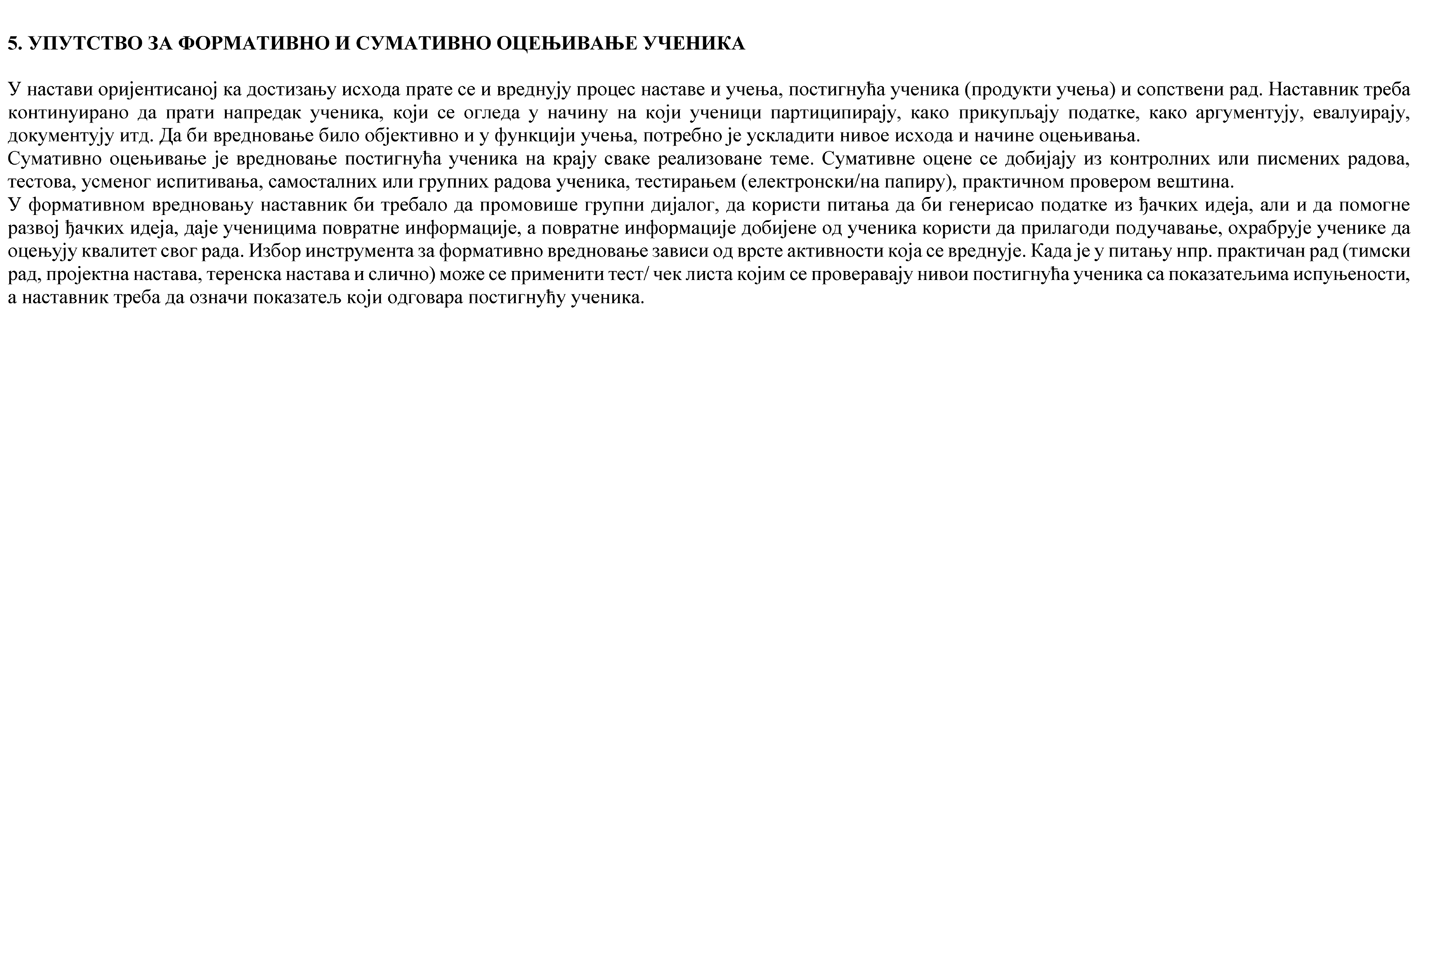 5. УПУТСТВО ЗА ФОРМАТИВНО И СУМАТИВНО ОЦЕЊИВАЊЕ УЧЕНИКА
У настави оријентисаној ка достизању исхода прате се и вреднују процес наставе и учења, постигнућа ученика (продукти учења) и сопствени рад. Наставник треба
континуирано да прати напредак ученика, који се огледа у начину на који ученици партиципирају, како прикупљају податке, како аргументују, евалуирају,
документују итд. Да би вредновање било објективно и у функцији учења, потребно је ускладити нивое исхода и начине оцењивања.
Сумативно оцењивање је вредновање постигнућа ученика на крају сваке реализоване теме. Сумативне оцене се добијају из контролних или писмених радова,
тестова, усменог испитивања, самосталних или групних радова ученика, тестирањем (електронски/на папиру), практичном провером вештина.
У формативном вредновању наставник би требало да промовише групни дијалог, да користи питања да би генерисао податке из ђачких идеја, али и да помогне
развој ђачких идеја, даје ученицима повратне информације, а повратне информације добијене од ученика користи да прилагоди подучавање, охрабрује ученике да
оцењују квалитет свог рада. Избор инструмента за формативно вредновање зависи од врсте активности која се вреднује. Када је у питању нпр. практичан рад (тимски
рад, пројектна настава, теренска настава и слично) може се применити тест/ чек листа којим се проверавају нивои постигнућа ученика са показатељима испуњености,
а наставник треба да означи показатељ који одговара постигнућу ученика.